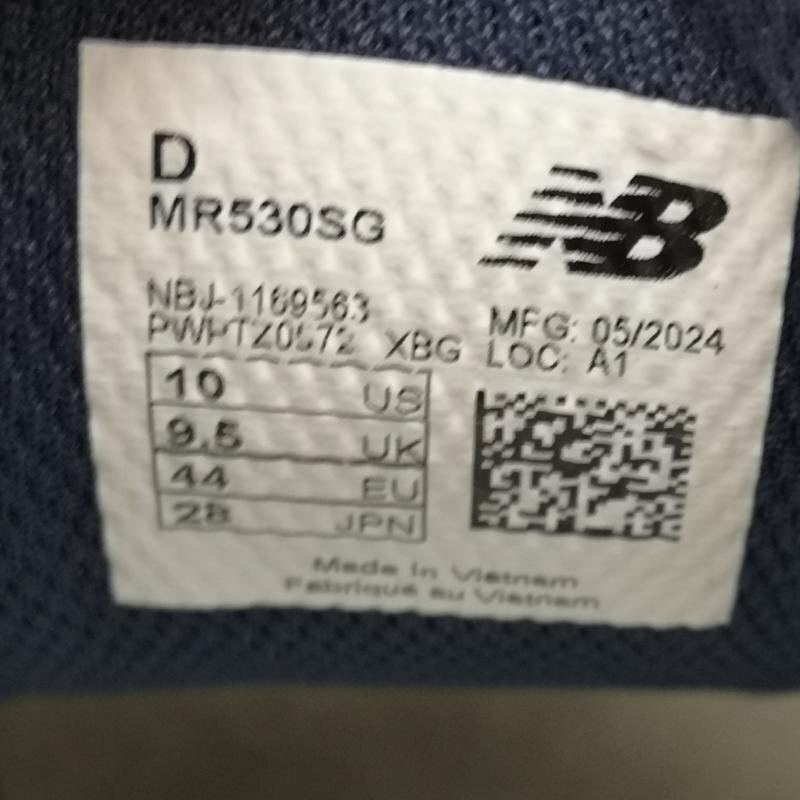 D
MR530SG
NB
NBJ-1169563
XBG
MFG: 05/2024
LOC: A1
10 US
9.5 UK
44 EU
28 JPN
Made in Vietnam
Fabriqué au Vietnam